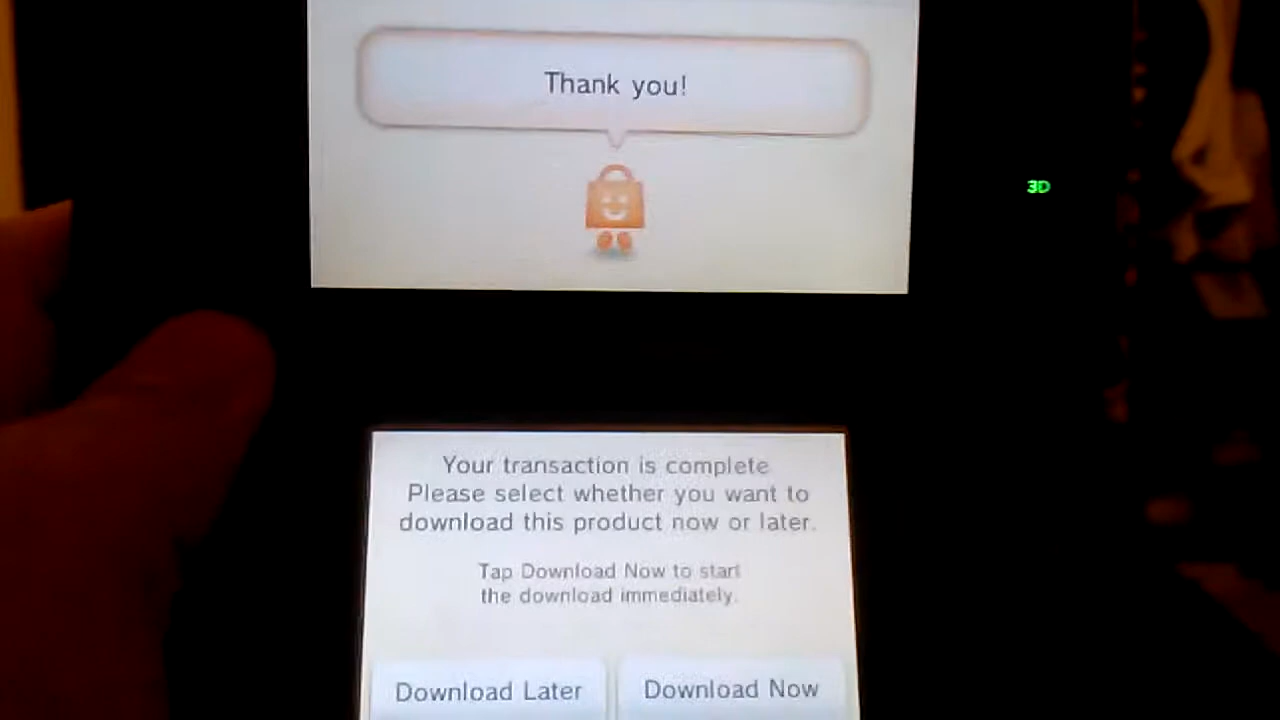 Thank you!
3D
Your transaction is complete
Please select whether you want to
download this product now or later.
Tap Download Now to start
the download immediately.
Download Later
Download Now